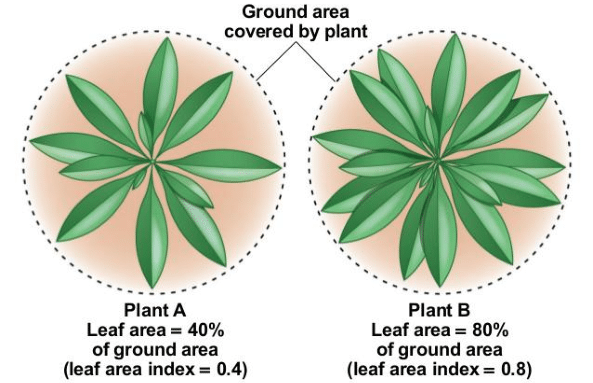 Ground area
covered by plant
Plant A
Leaf area = 40%
of ground area
(leaf area index = 0.4)
Plant B
Leaf area = 80%
of ground area
(leaf area index = 0.8)